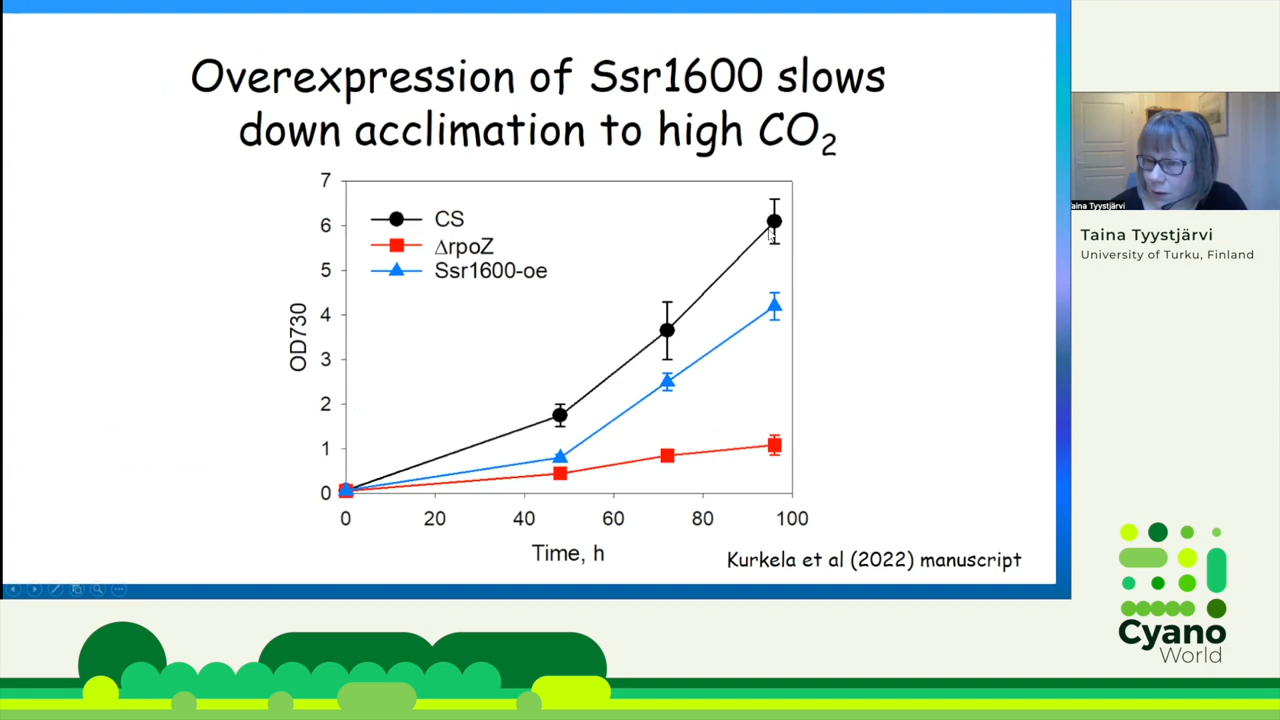 Overexpression of Ssr1600 slows
down acclimation to high CO₂
7
6
5
4
3
2
1
0
OD730
CS
ΔrpoZ
Ssr1600-oe
0 20 40 60 80 100
Time, h
Kurkela et al (2022) manuscript
Taina Tyystjärvi
Taina Tyystjärvi
University of Turku, Finland
Cyano
World